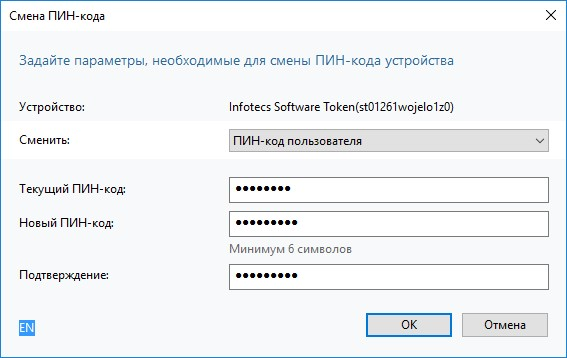 Смена ПИН-кода
Задайте параметры, необходимые для смены ПИН-кода устройства
Устройство: Infotecs Software Token(st01261wojelo1z0)
Сменить: ПИН-код пользователя
Текущий ПИН-код: ●●●●●●●●
Новый ПИН-код: ●●●●●●●●●
Минимум 6 символов
Подтверждение: ●●●●●●●●●
EN OK Отмена